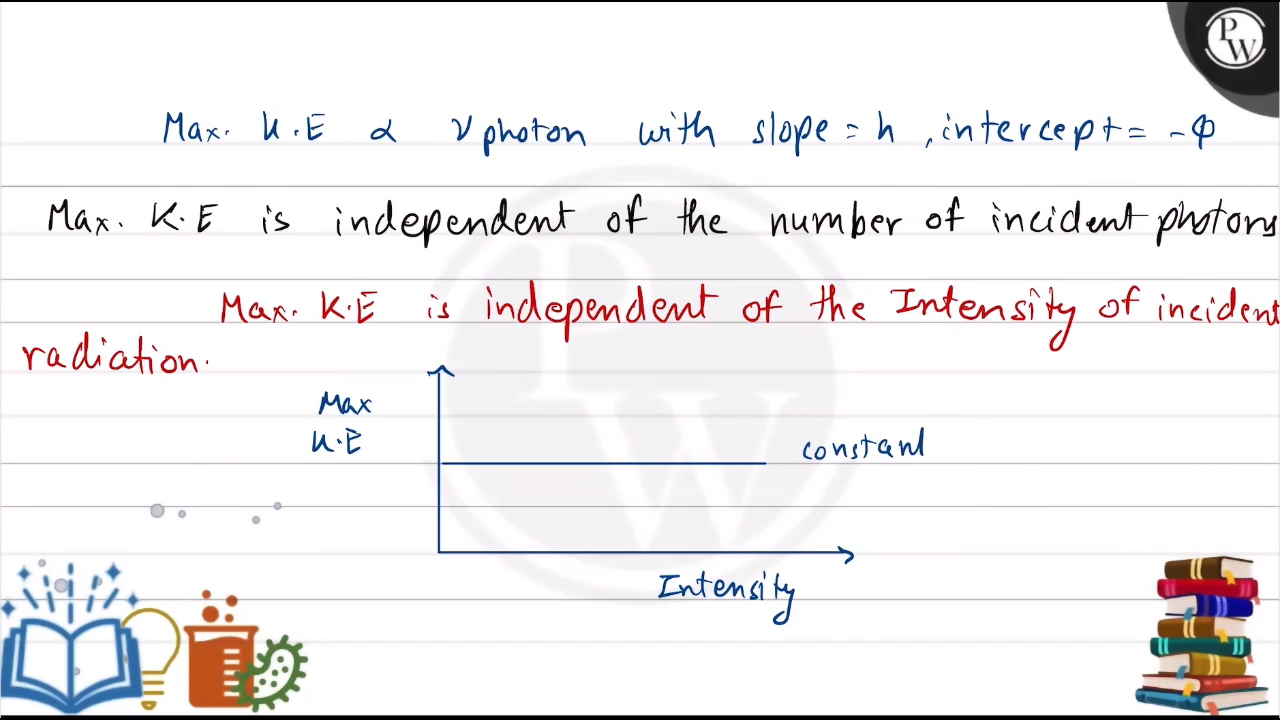 PW
Max. K.E α ν photon with slope = h , intercept = -Φ
Max. K.E is independent of the number of incident photons
Max. K.E is independent of the Intensity of incident
radiation.
Max
K.E
constant
Intensity